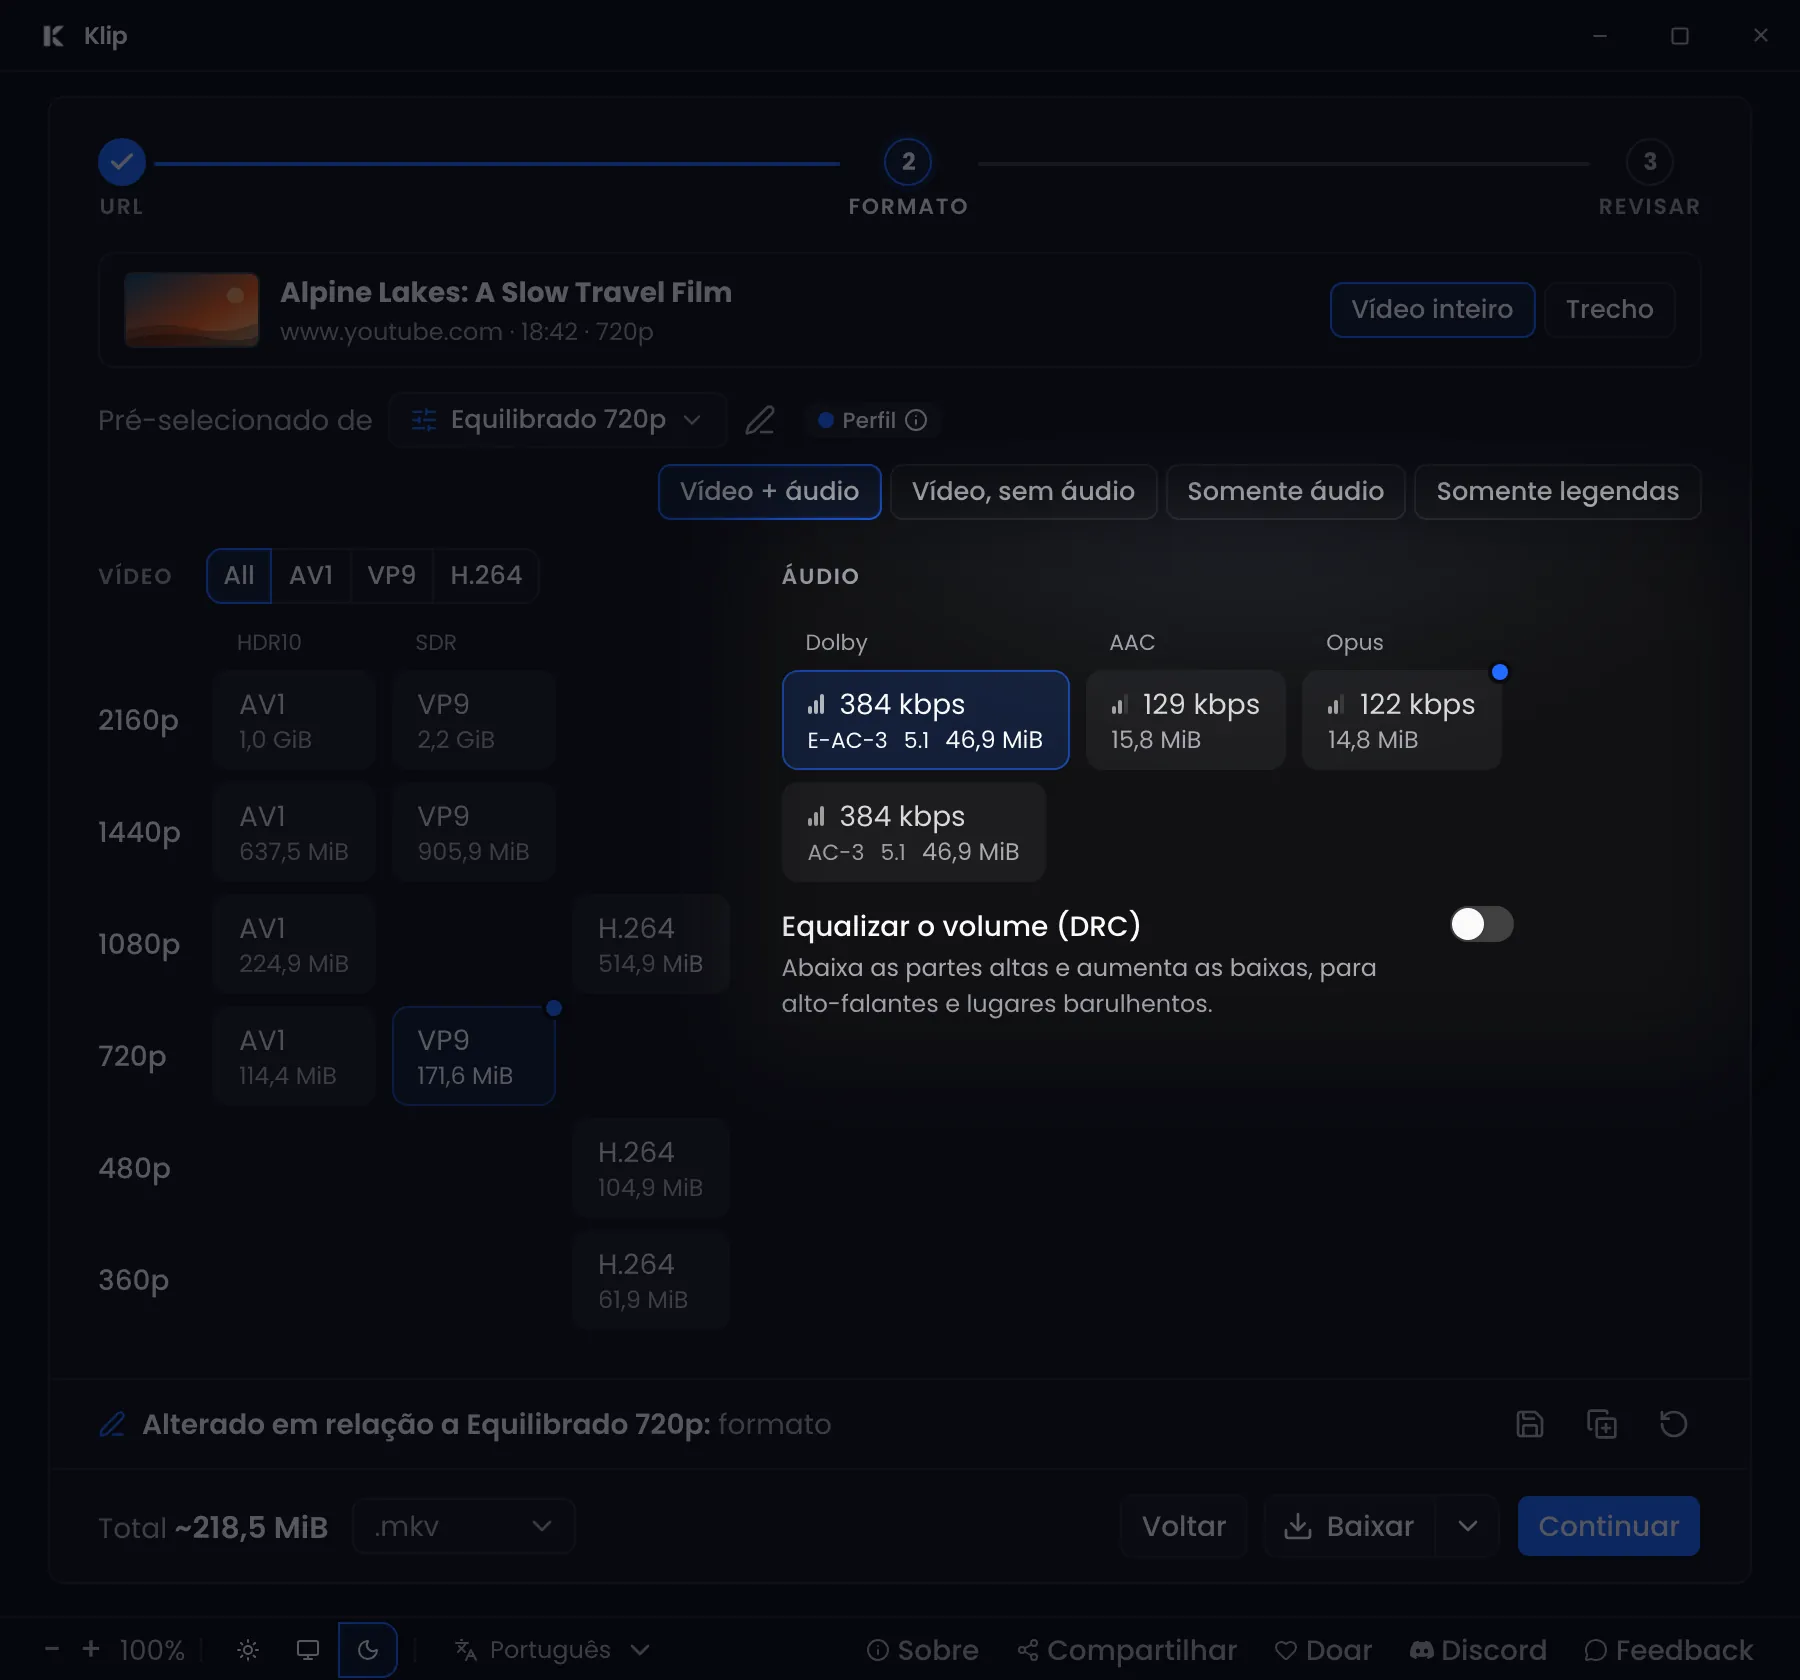 Klip
2
3
URL
FORMATO
REVISAR
Alpine Lakes: A Slow Travel Film
www.youtube.com · 18:42 · 720p
Vídeo inteiro
Trecho
Pré-selecionado de
Equilibrado 720p
Perfil
Vídeo + áudio
Vídeo, sem áudio
Somente áudio
Somente legendas
VÍDEO
All
AV1
VP9
H.264
HDR10
SDR
2160p
AV1
1,0 GiB
VP9
2,2 GiB
1440p
AV1
637,5 MiB
VP9
905,9 MiB
1080p
AV1
224,9 MiB
H.264
514,9 MiB
720p
AV1
114,4 MiB
VP9
171,6 MiB
480p
H.264
104,9 MiB
360p
H.264
61,9 MiB
ÁUDIO
Dolby
AAC
Opus
384 kbps
E-AC-3 5.1 46,9 MiB
129 kbps
15,8 MiB
122 kbps
14,8 MiB
384 kbps
AC-3 5.1 46,9 MiB
Equalizar o volume (DRC)
Abaixa as partes altas e aumenta as baixas, para
alto-falantes e lugares barulhentos.
Alterado em relação a Equilibrado 720p: formato
Total ~218,5 MiB
.mkv
Voltar
Baixar
Continuar
− + 100%
Português
Sobre
Compartilhar
Doar
Discord
Feedback